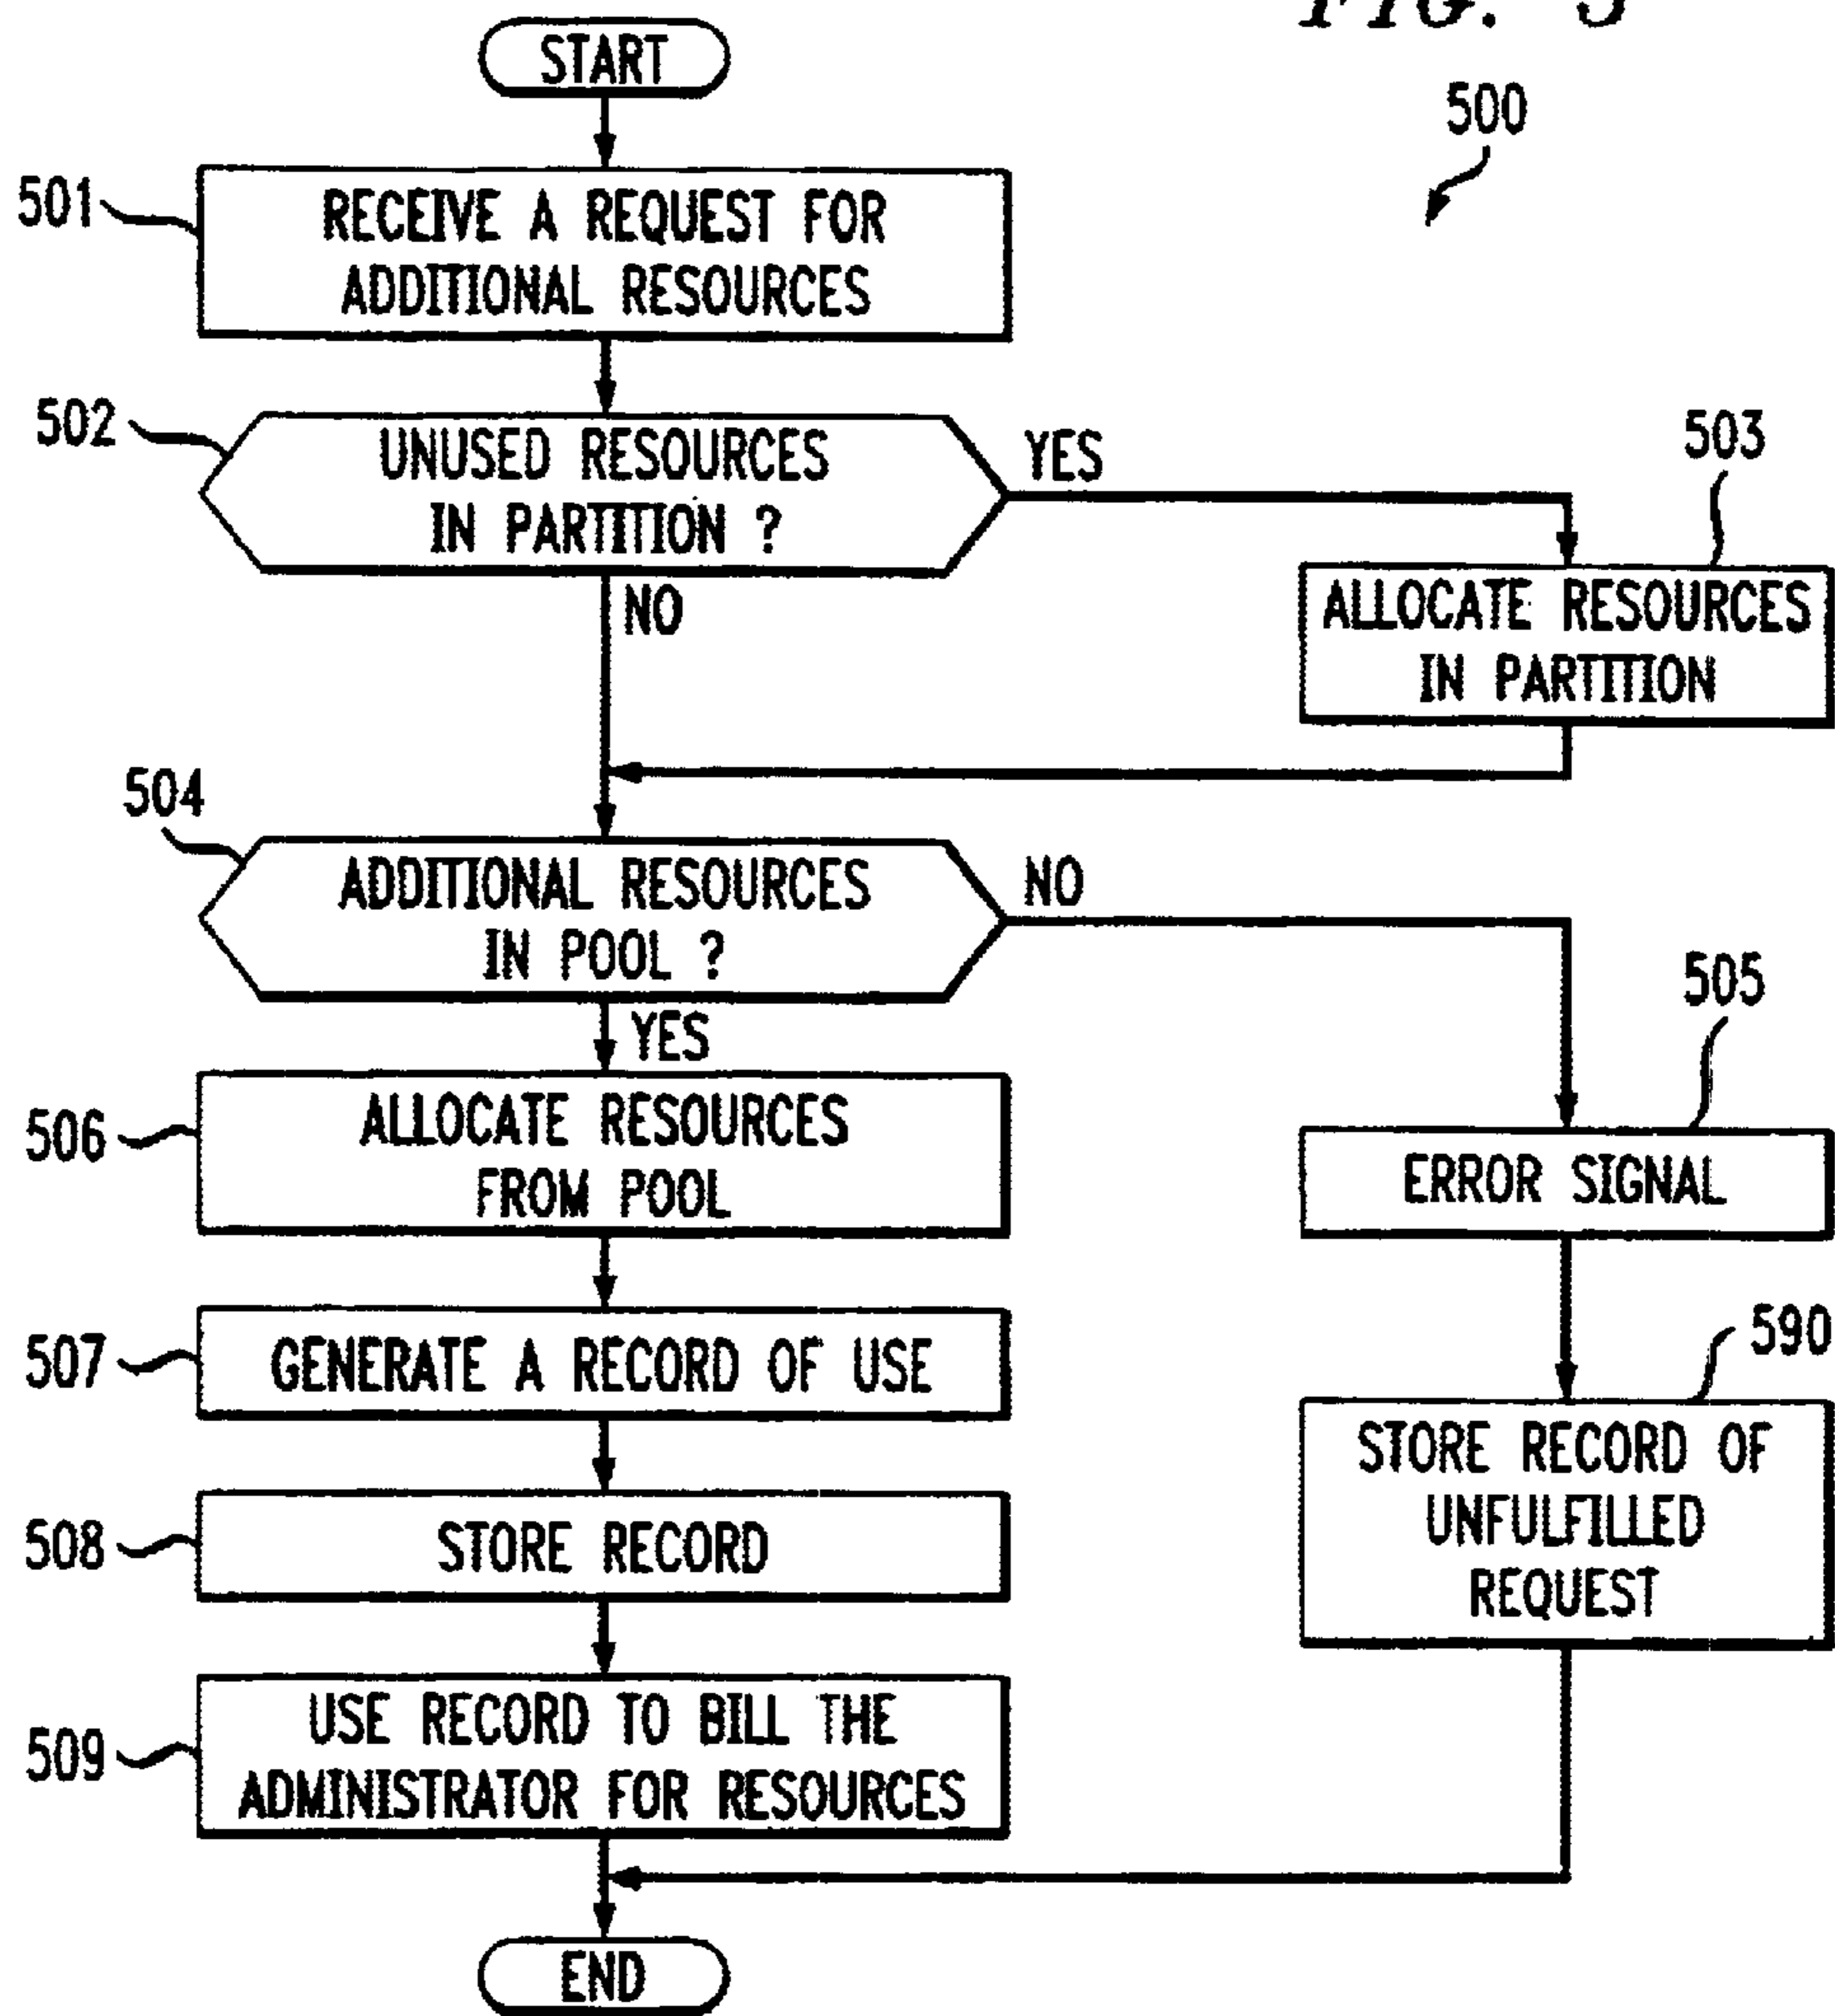 FIG. 5
START
500
501
RECEIVE A REQUEST FOR
ADDITIONAL RESOURCES
502
UNUSED RESOURCES
IN PARTITION ?
YES
NO
503
ALLOCATE RESOURCES
IN PARTITION
504
ADDITIONAL RESOURCES
IN POOL ?
NO
YES
505
ERROR SIGNAL
506
ALLOCATE RESOURCES
FROM POOL
507
GENERATE A RECORD OF USE
590
STORE RECORD OF
UNFULFILLED
REQUEST
508
STORE RECORD
509
USE RECORD TO BILL THE
ADMINISTRATOR FOR RESOURCES
END